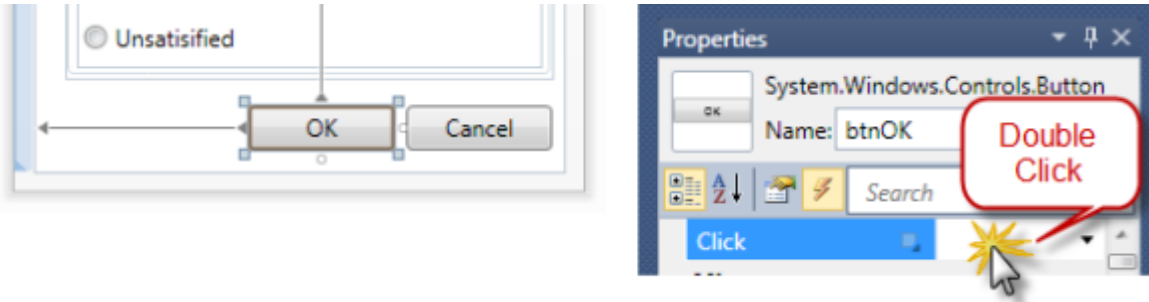 Unsatisified
OK
Cancel
Properties
System.Windows.Controls.Button
OK
Name: btnOK
Double
Click
Search
Click